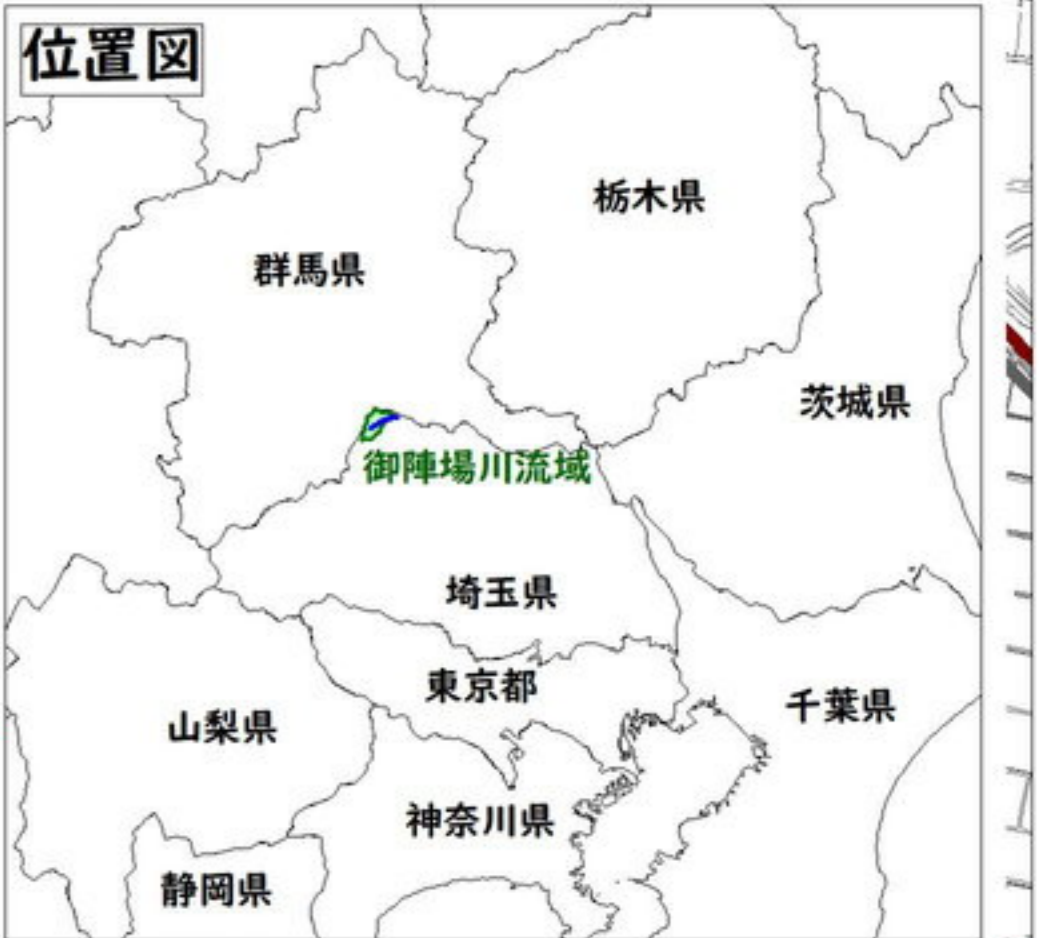 位置図
栃木県
群馬県
茨城県
御陣場川流域
埼玉県
東京都
千葉県
山梨県
神奈川県
静岡県